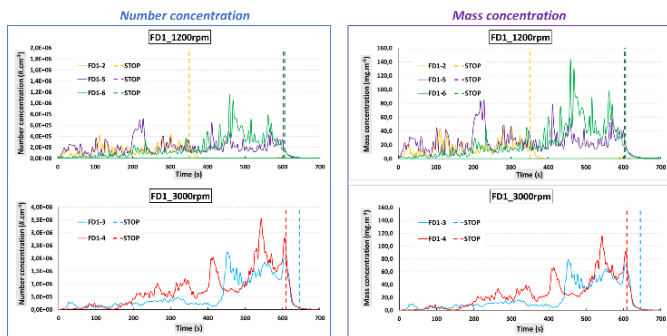 Number concentration
Mass concentration
FD1_1200rpm
Number concentration (#.cm-3)
2,0E+06
1,8E+06
1,6E+06
1,4E+06
1,2E+06
1,0E+06
8,0E+05
6,0E+05
4,0E+05
2,0E+05
0,0E+00
FD1-2
STOP
FD1-5
STOP
FD1-6
STOP
0 100 200 300 400 500 600 700
Time (s)
FD1_1200rpm
Mass concentration (mg.m-3)
160,0
140,0
120,0
100,0
80,0
60,0
40,0
20,0
0,0
FD1-2
STOP
FD1-5
STOP
FD1-6
STOP
0 100 200 300 400 500 600 700
Time (s)
FD1_3000rpm
Number concentration (#.cm-3)
4,0E+06
3,5E+06
3,0E+06
2,5E+06
2,0E+06
1,5E+06
1,0E+06
5,0E+05
0,0E+00
FD1-3
STOP
FD1-4
STOP
0 100 200 300 400 500 600 700
Time (s)
FD1_3000rpm
Mass concentration (mg.m-3)
160,0
140,0
120,0
100,0
80,0
60,0
40,0
20,0
0,0
FD1-3
STOP
FD1-4
STOP
0 100 200 300 400 500 600 700
Time (s)